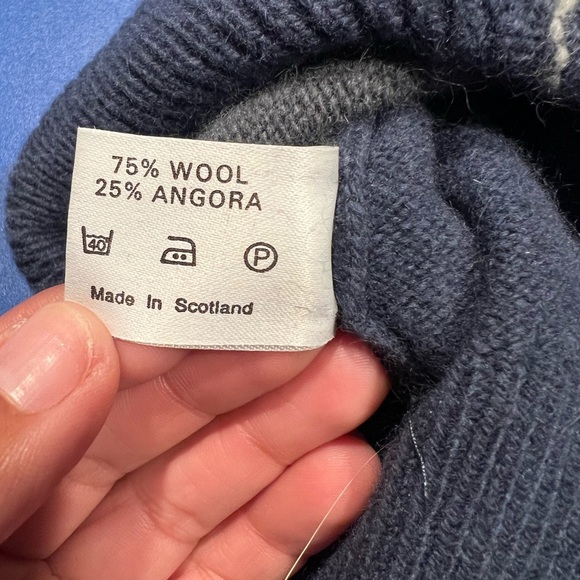 75% WOOL
25% ANGORA
40 P
Made In Scotland